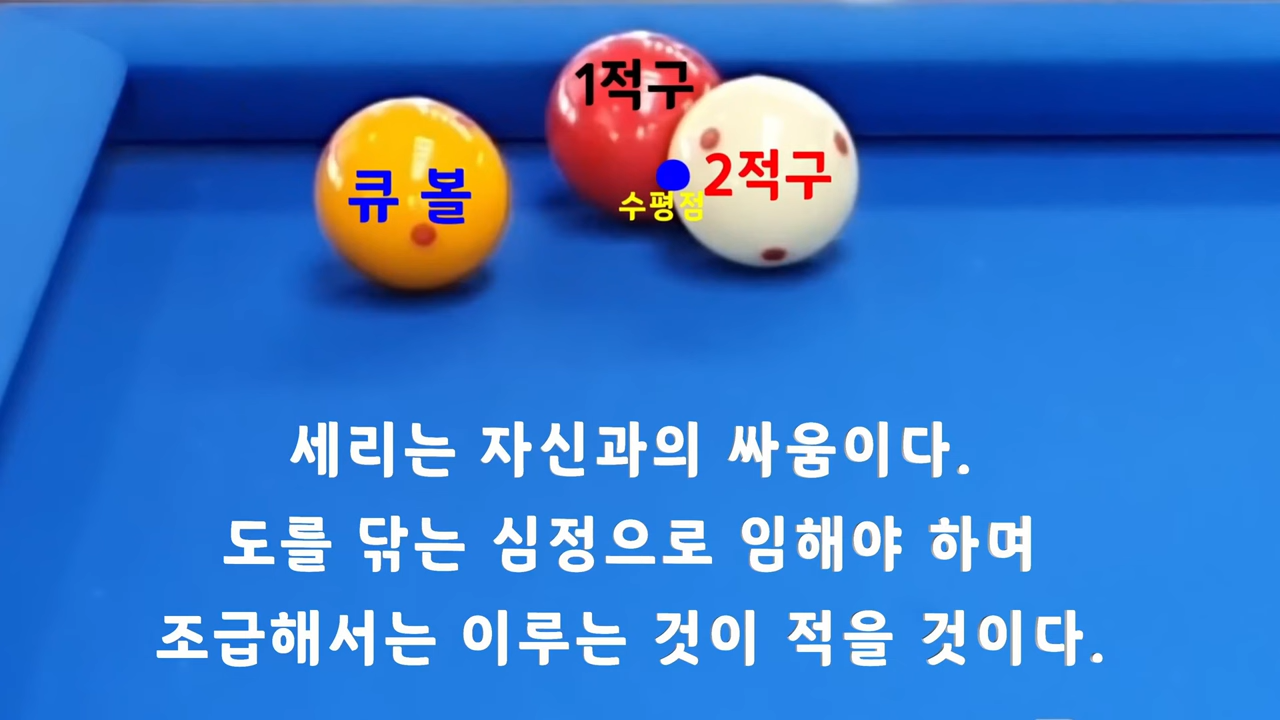 1적구
큐 볼
2적구
수평점
세리는 자신과의 싸움이다.
도를 닦는 심정으로 임해야 하며
조급해서는 이루는 것이 적을 것이다.